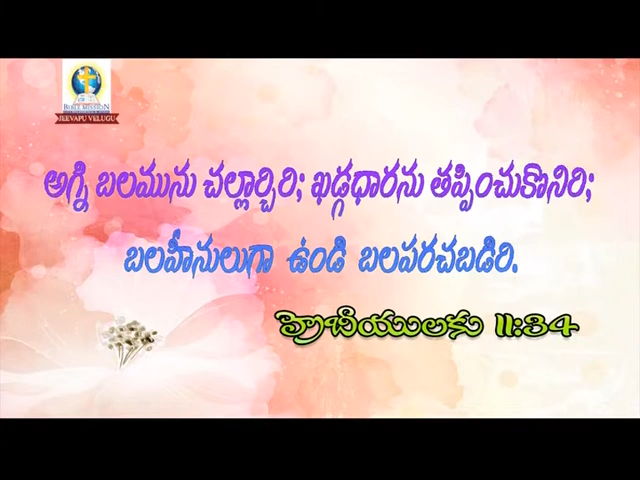 BIBLE MISSION
JEEVAPU VELUGU
అగ్ని బలమును చల్లార్చిరి; ఖడ్గధారను తప్పించుకొనిరి;
బలహీనులుగా ఉండి బలపరచబడిరి.
హెబ్రీయులకు 11:34